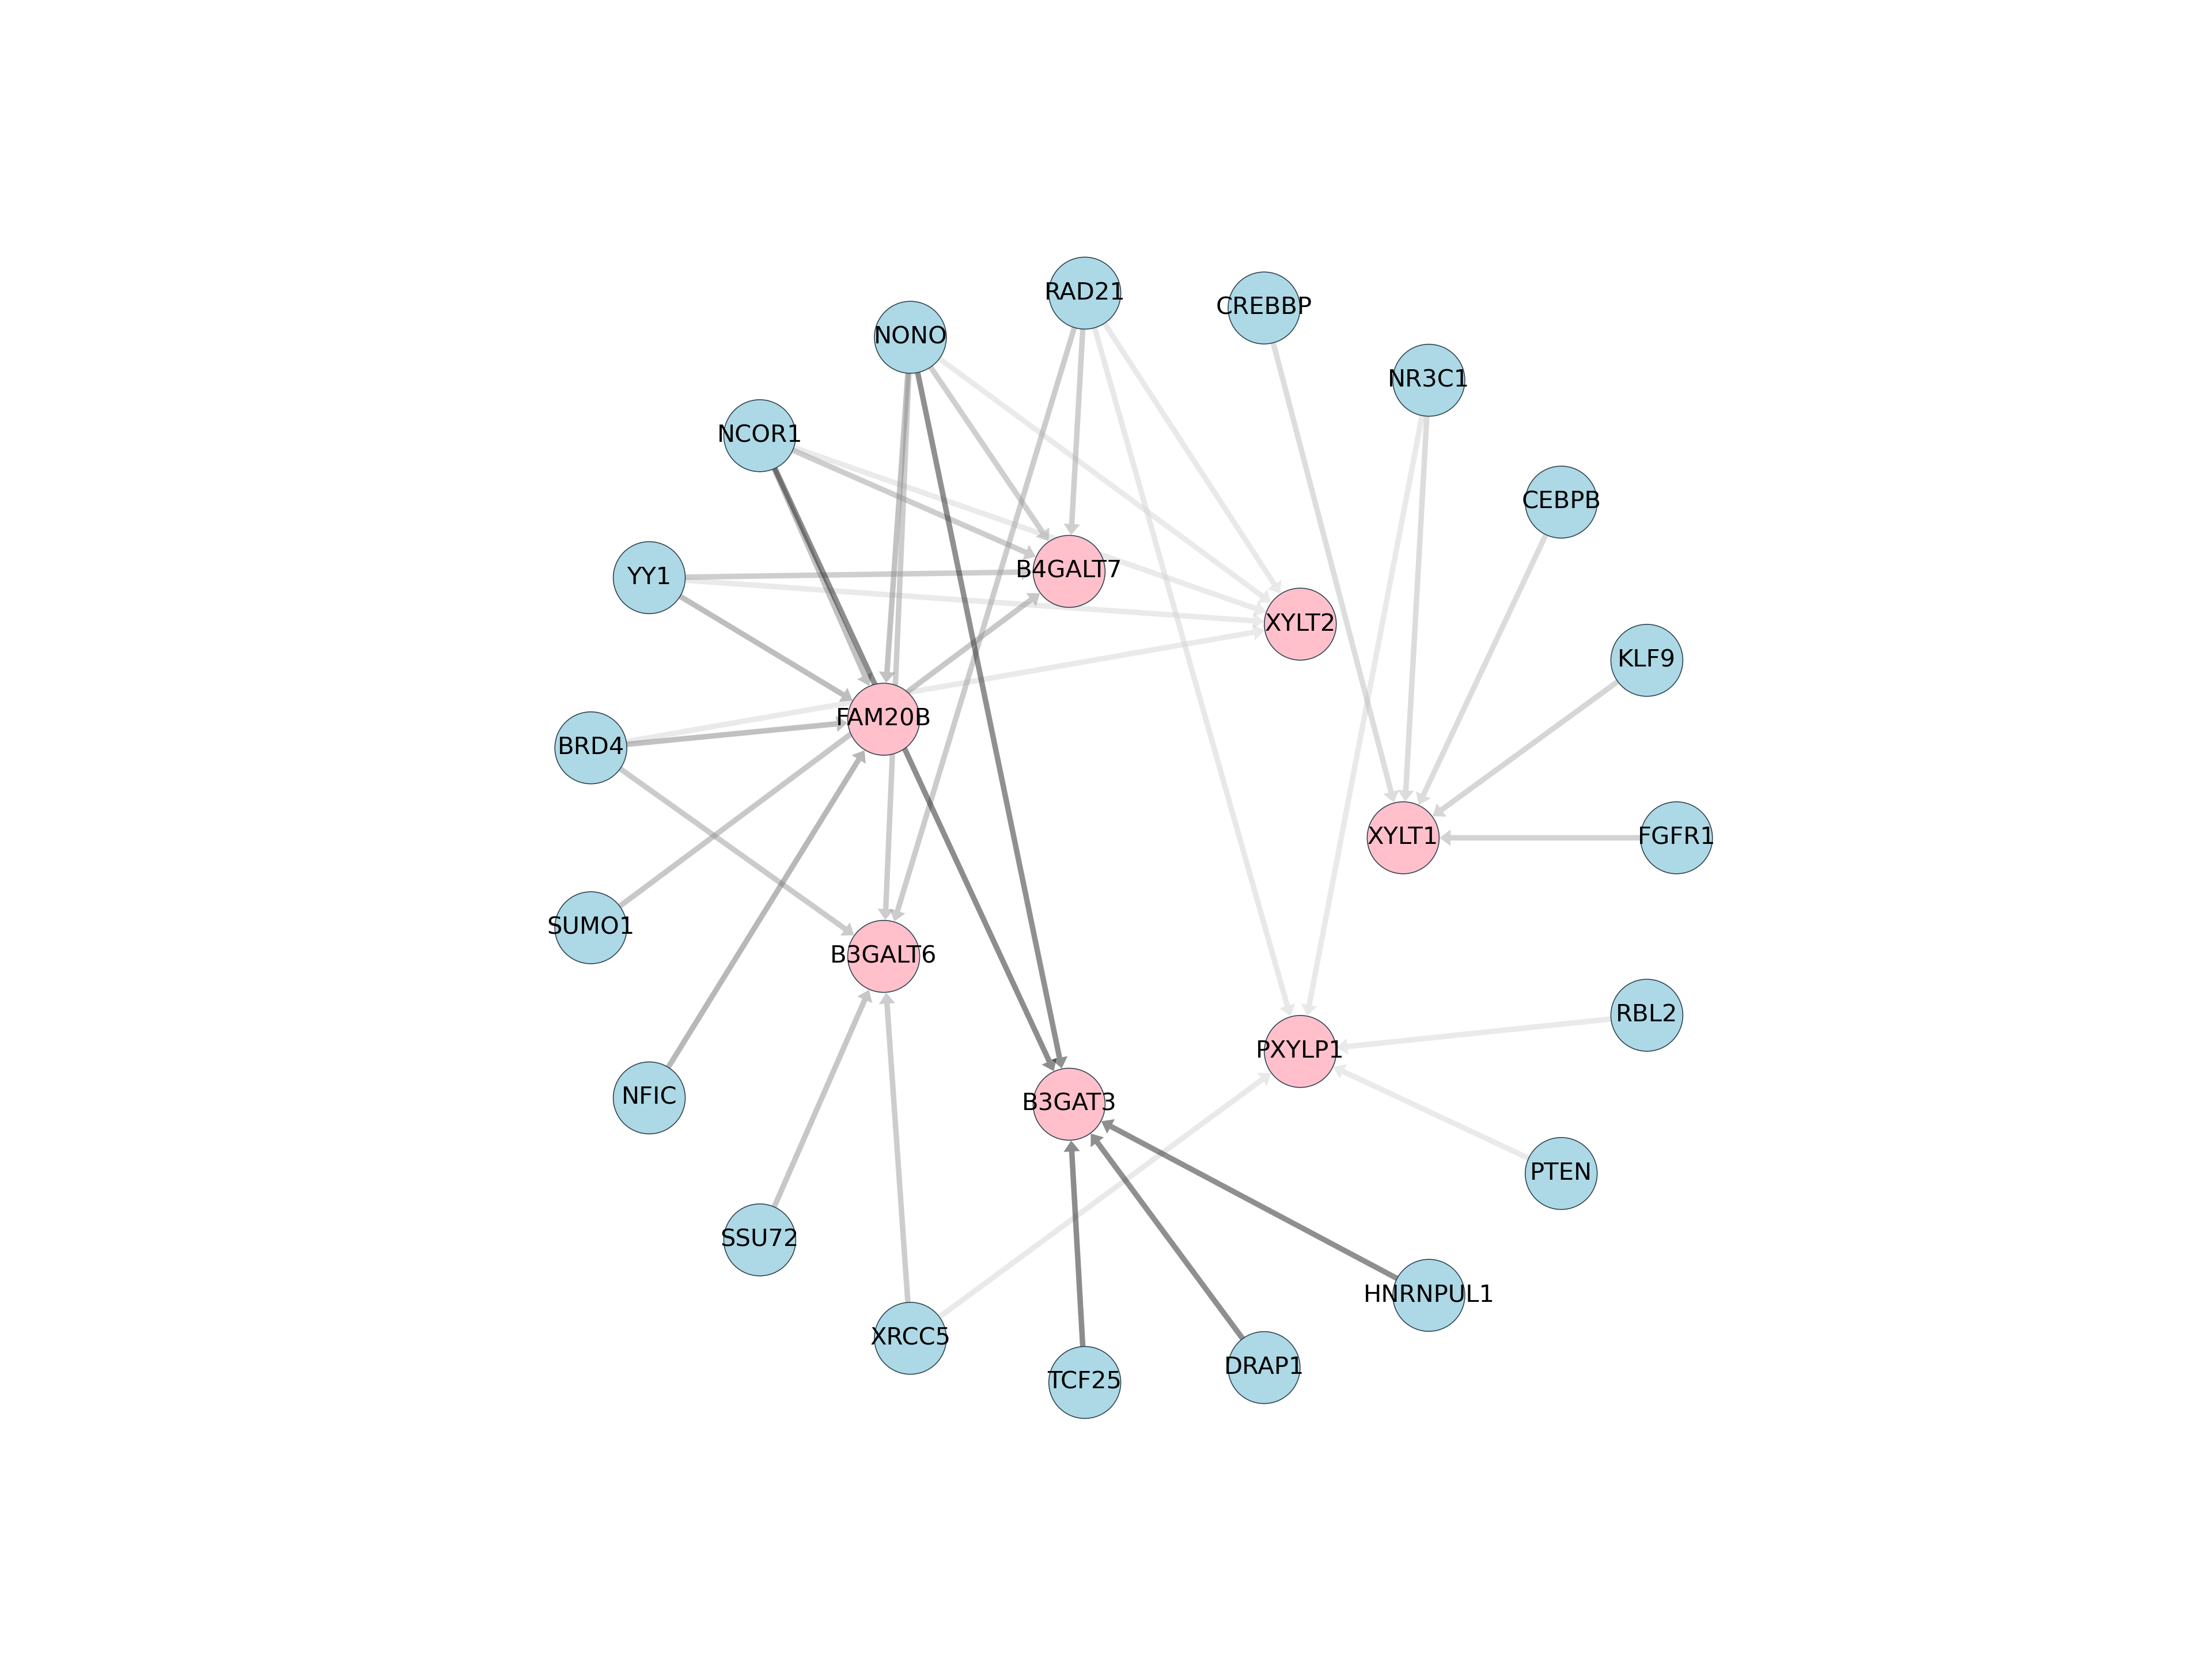 RAD21
CREBBP
NONO
NR3C1
NCOR1
CEBPB
B4GALT7
YY1
XYLT2
KLF9
FAM20B
BRD4
XYLT1
FGFR1
SUMO1
B3GALT6
RBL2
PXYLP1
NFIC
B3GAT3
PTEN
SSU72
HNRNPUL1
XRCC5
DRAP1
TCF25